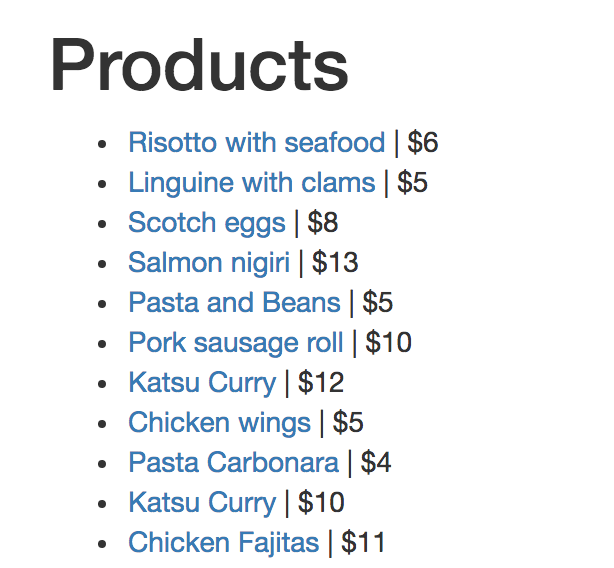 Products
• Risotto with seafood | $6
• Linguine with clams | $5
• Scotch eggs | $8
• Salmon nigiri | $13
• Pasta and Beans | $5
• Pork sausage roll | $10
• Katsu Curry | $12
• Chicken wings | $5
• Pasta Carbonara | $4
• Katsu Curry | $10
• Chicken Fajitas | $11